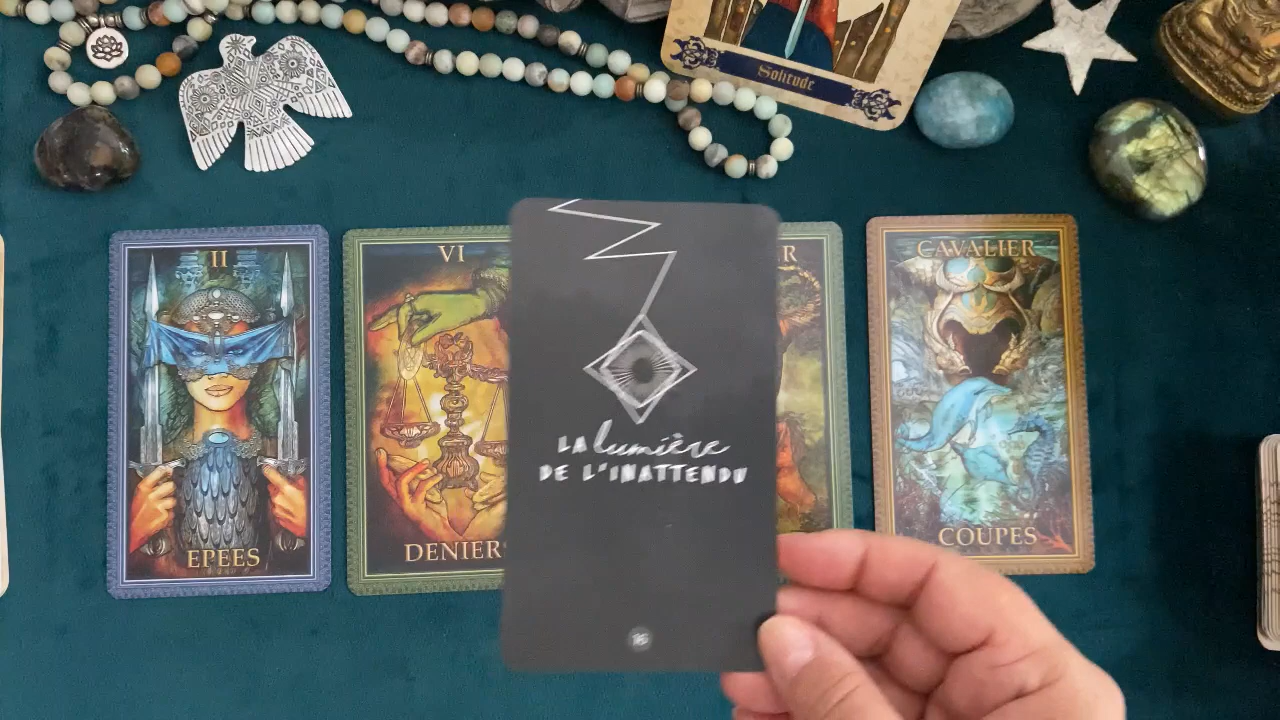 Solitude
II
VI
R
CAVALIER
LA lumière
DE L'INATTENDU
EPEES
DENIERS
COUPES
16